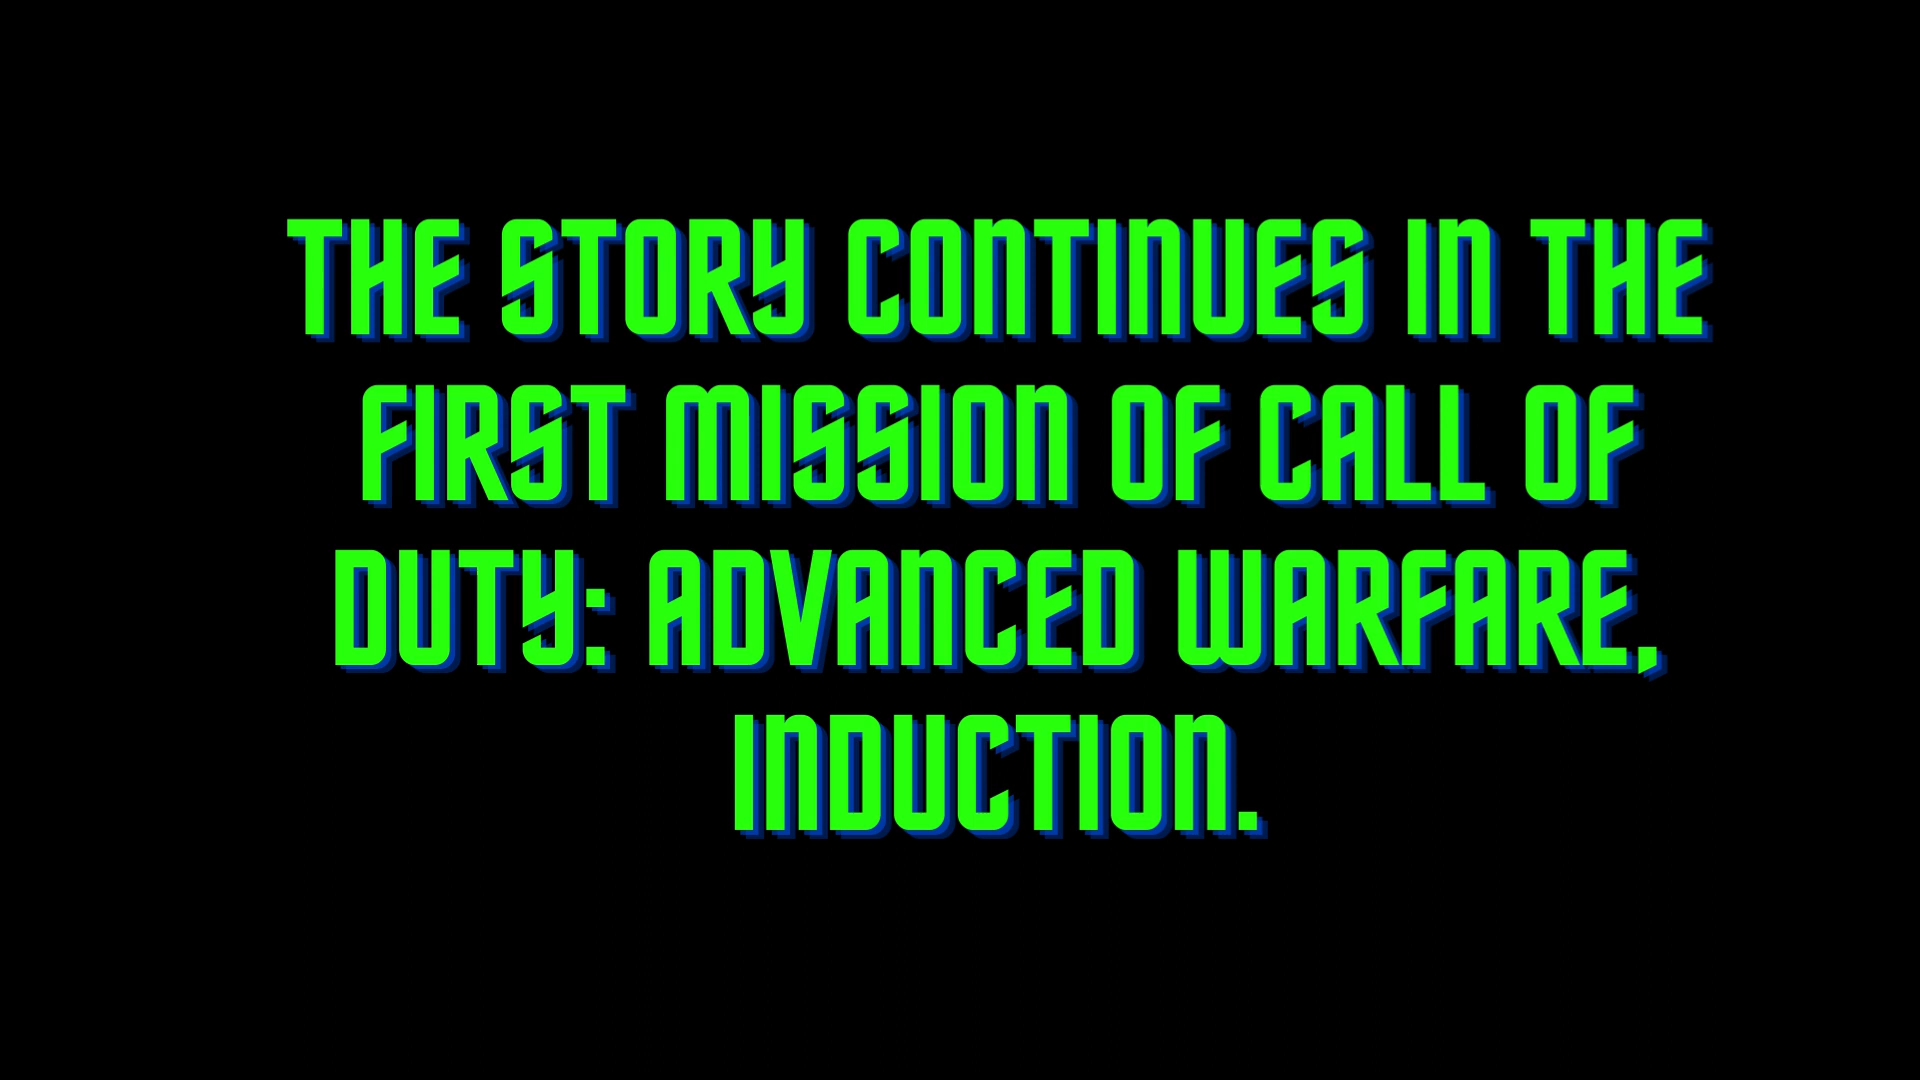 THE STORY CONTINUES IN THE
FIRST MISSION OF CALL OF
DUTY: ADVANCED WARFARE,
INDUCTION.